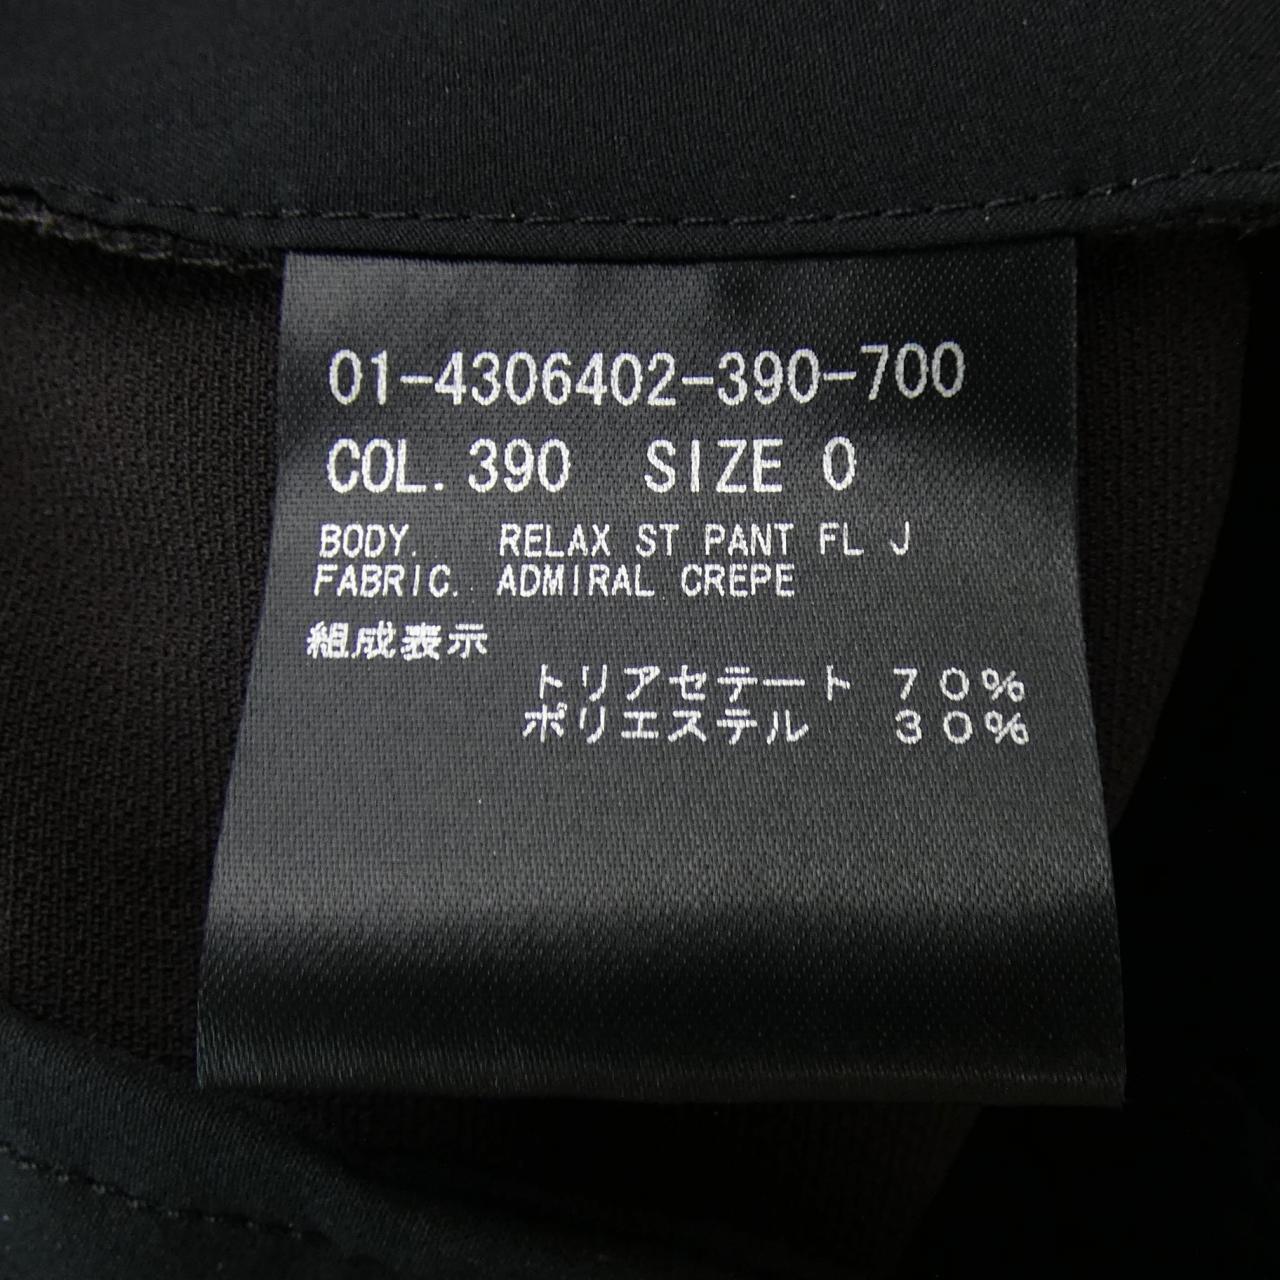 01-4306402-390-700
COL. 390 SIZE 0
BODY. RELAX ST PANT FL J
FABRIC. ADMIRAL CREPE
組成表示
トリアセテート 70%
ポリエステル 30%